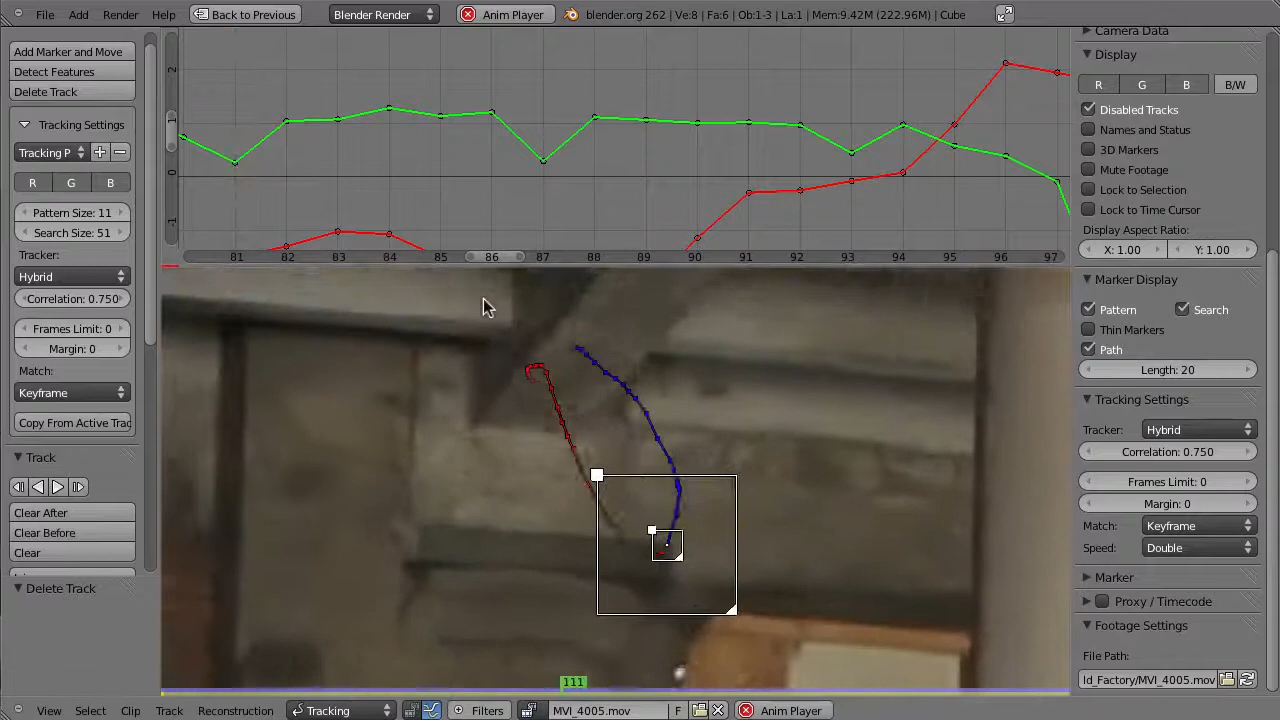 File Add Render Help Back to Previous Blender Render Anim Player blender.org 262 | Ve:8 | Fa:6 | Ob:1-3 | La:1 | Mem:9.42M (222.96M) | Cube
Add Marker and Move
Detect Features
Delete Track
Tracking Settings
Tracking P
R G B
Pattern Size: 11
Search Size: 51
Tracker:
Hybrid
Correlation: 0.750
Frames Limit: 0
Margin: 0
Match:
Keyframe
Copy From Active Trac
Track
Clear After
Clear Before
Clear
Delete Track
2
1
0
-1
81 82 83 84 85 86 87 88 89 90 91 92 93 94 95 96 97
111
Camera Data
Display
R G B B/W
Disabled Tracks
Names and Status
3D Markers
Mute Footage
Lock to Selection
Lock to Time Cursor
Display Aspect Ratio:
X: 1.00 Y: 1.00
Marker Display
Pattern Search
Thin Markers
Path
Length: 20
Tracking Settings
Tracker: Hybrid
Correlation: 0.750
Frames Limit: 0
Margin: 0
Match: Keyframe
Speed: Double
Marker
Proxy / Timecode
Footage Settings
File Path:
ld_Factory/MVI_4005.mov
View Select Clip Track Reconstruction Tracking Filters MVI_4005.mov F Anim Player